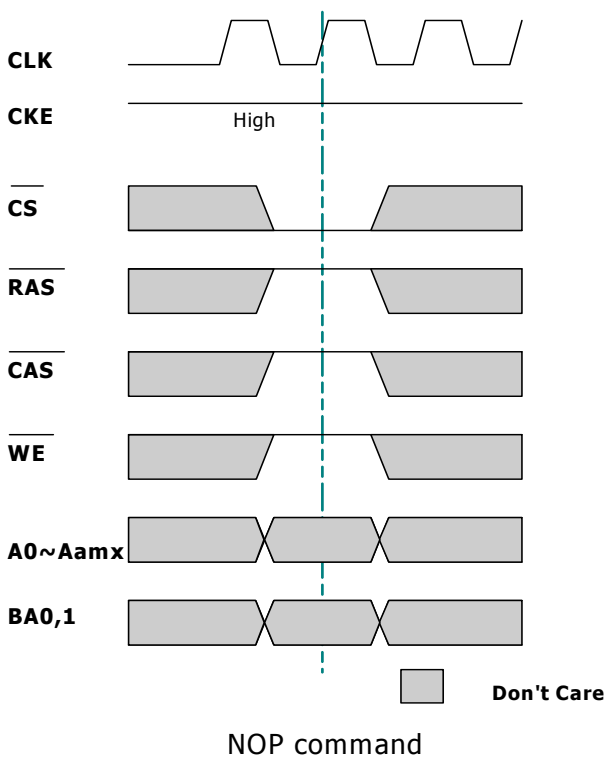 CLK
CKE
High
CS
RAS
CAS
WE
A0~Aamx
BA0,1
Don't Care
NOP command